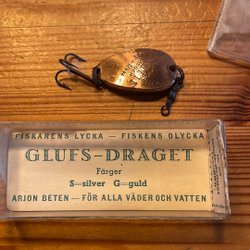 FISKARENS LYCKA — FISKENS OLYCKA
GLUFS-DRAGET
Färger
S=silver G=guld
ARJON BETEN — FÖR ALLA VÄDER OCH VATTEN